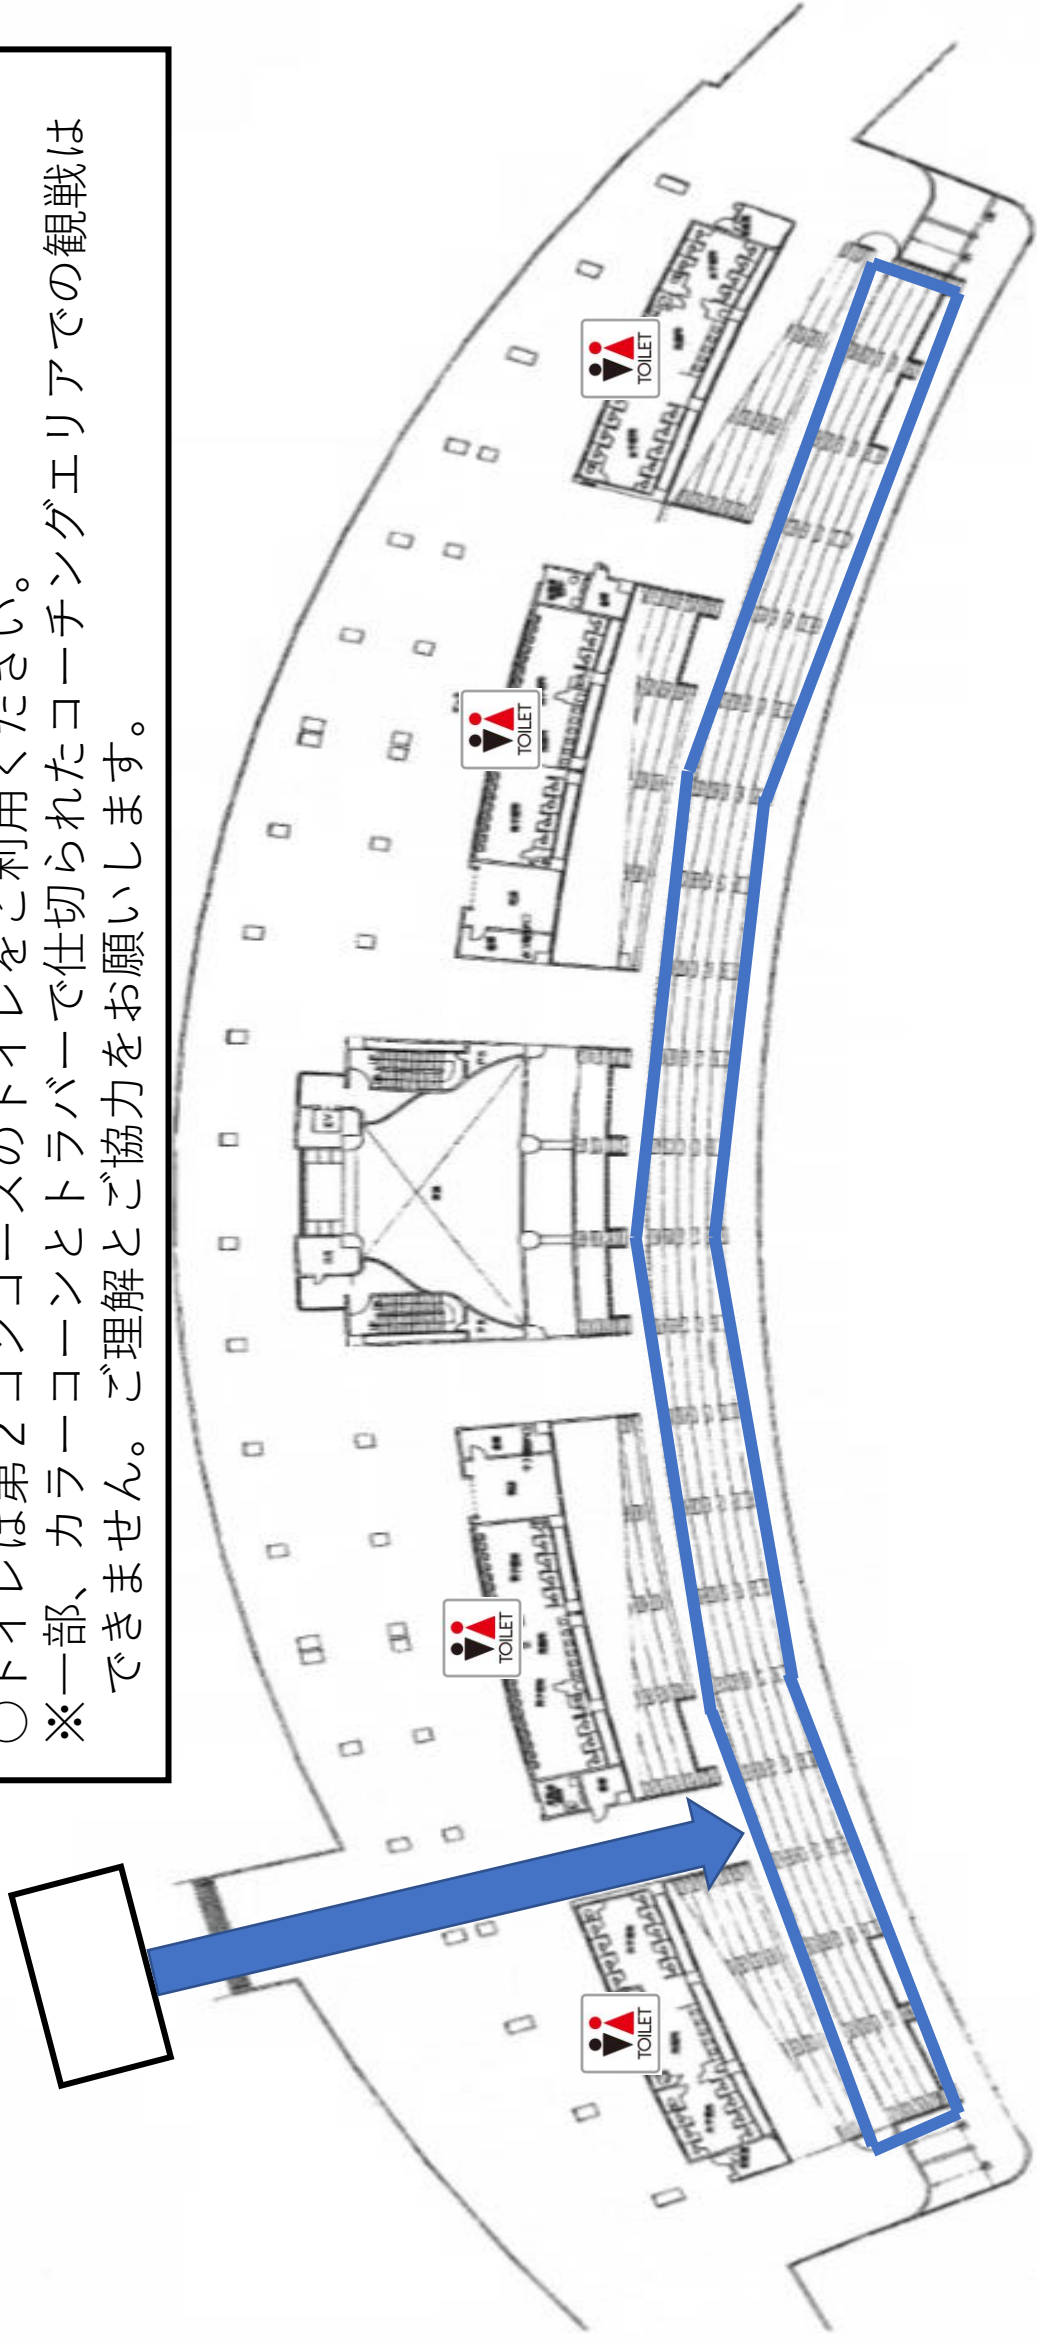 ○トイレは第２コンコースのトイレをご利用ください。
※一部、カラーコーンとトラバーで仕切られたコーチングエリアでの観戦は
できません。ご理解とご協力をお願いします。
TOILET
TOILET
TOILET
TOILET
EV